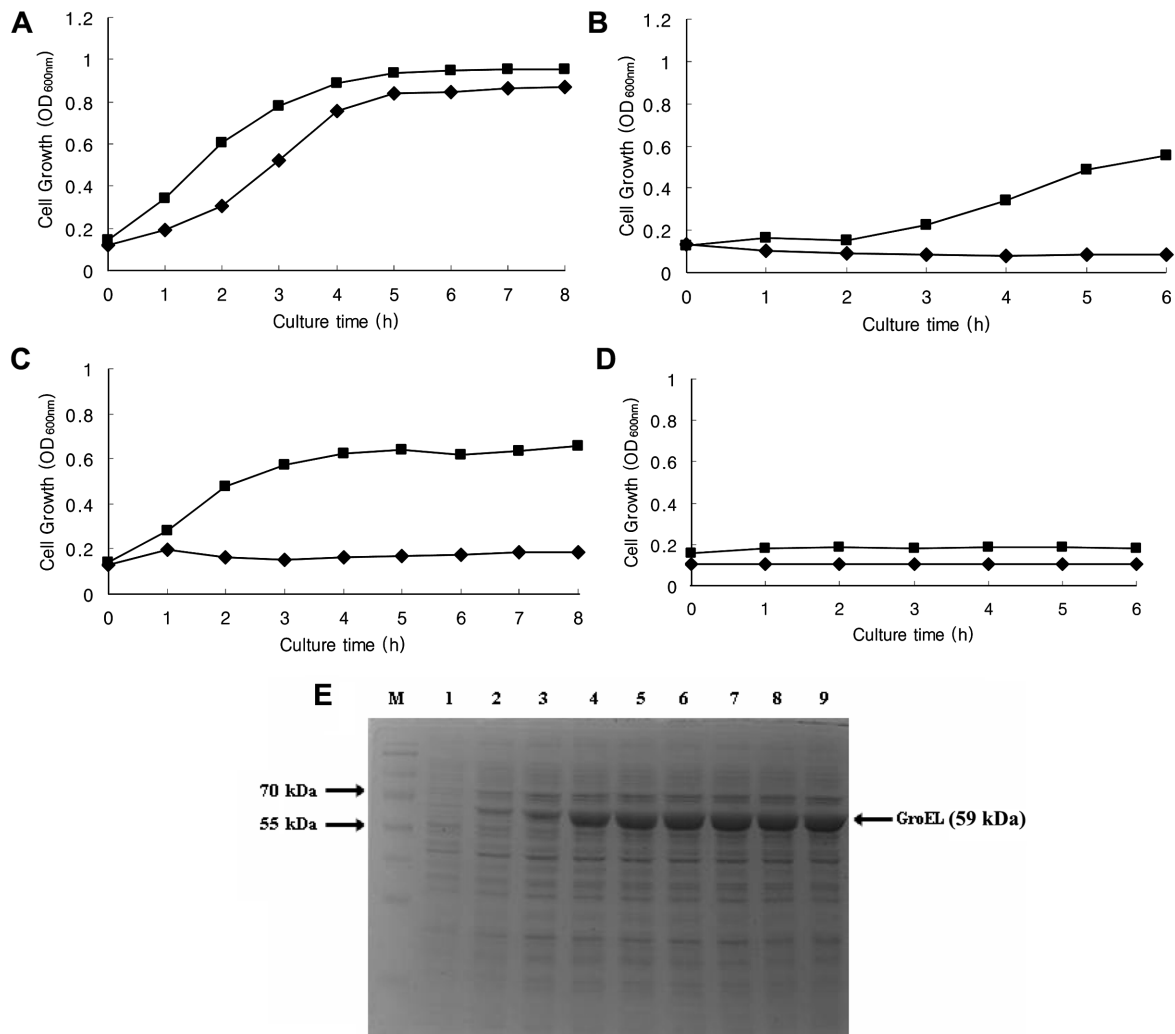 A
Cell Growth (OD600nm)
1.2
1
0.8
0.6
0.4
0.2
0
0 1 2 3 4 5 6 7 8
Culture time (h)
B
Cell Growth (OD600nm)
1.2
1
0.8
0.6
0.4
0.2
0
0 1 2 3 4 5 6
Culture time (h)
C
Cell Growth (OD600nm)
1
0.8
0.6
0.4
0.2
0
0 1 2 3 4 5 6 7 8
Culture time (h)
D
Cell Growth (OD600nm)
1
0.8
0.6
0.4
0.2
0
0 1 2 3 4 5 6
Culture time (h)
E
M 1 2 3 4 5 6 7 8 9
70 kDa
55 kDa
GroEL (59 kDa)